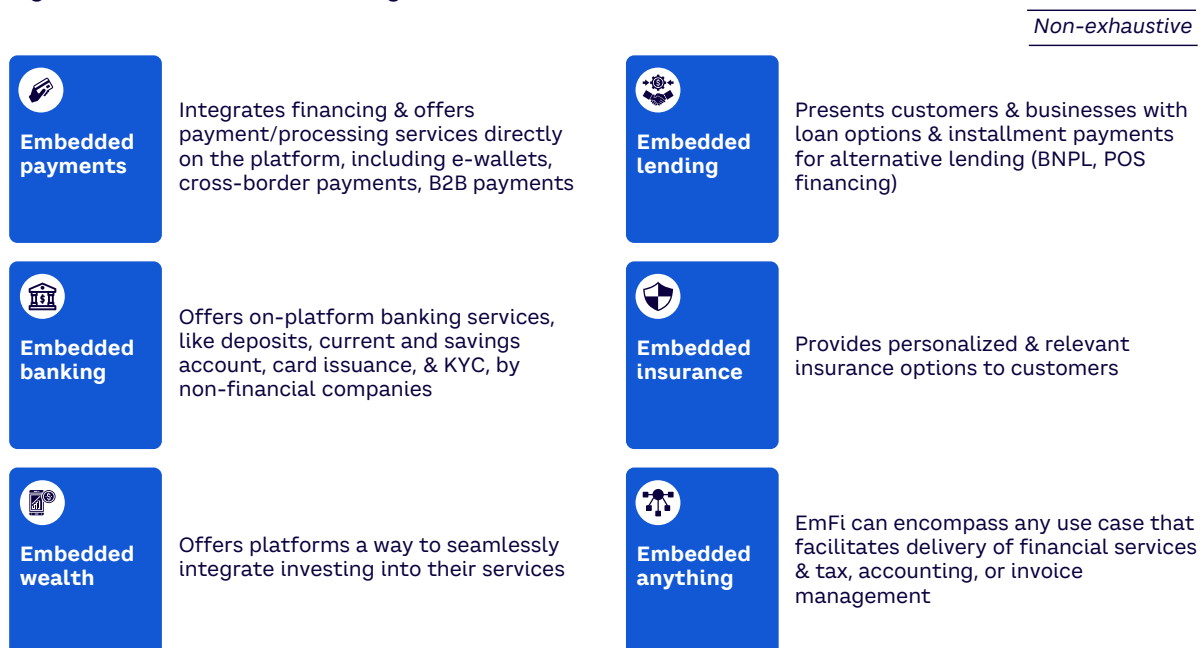 Non-exhaustive
Embedded
payments
Integrates financing & offers
payment/processing services directly
on the platform, including e-wallets,
cross-border payments, B2B payments
Embedded
lending
Presents customers & businesses with
loan options & installment payments
for alternative lending (BNPL, POS
financing)
Embedded
banking
Offers on-platform banking services,
like deposits, current and savings
account, card issuance, & KYC, by
non-financial companies
Embedded
insurance
Provides personalized & relevant
insurance options to customers
Embedded
wealth
Offers platforms a way to seamlessly
integrate investing into their services
Embedded
anything
EmFi can encompass any use case that
facilitates delivery of financial services
& tax, accounting, or invoice
management